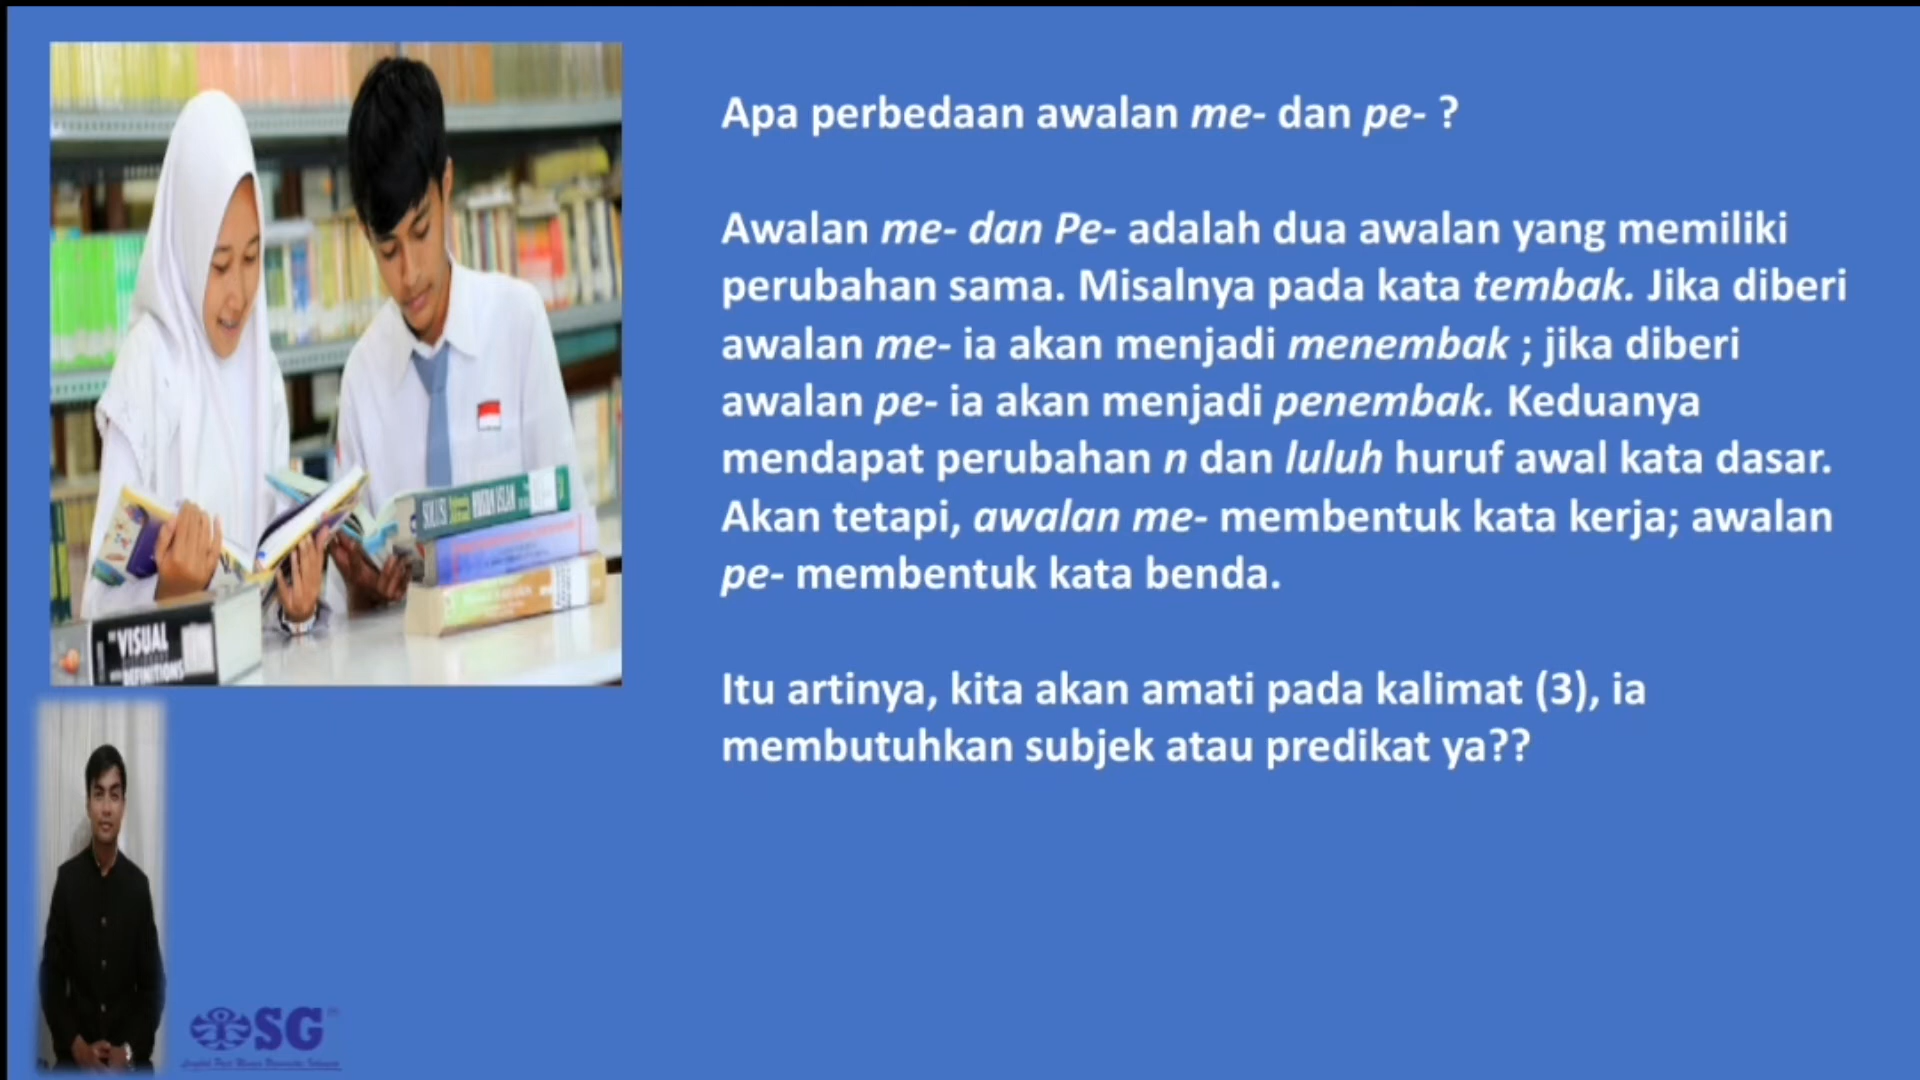 Apa perbedaan awalan me- dan pe- ?
Awalan me- dan Pe- adalah dua awalan yang memiliki
perubahan sama. Misalnya pada kata tembak. Jika diberi
awalan me- ia akan menjadi menembak ; jika diberi
awalan pe- ia akan menjadi penembak. Keduanya
mendapat perubahan n dan luluh huruf awal kata dasar.
Akan tetapi, awalan me- membentuk kata kerja; awalan
pe- membentuk kata benda.
Itu artinya, kita akan amati pada kalimat (3), ia
membutuhkan subjek atau predikat ya??
SOLUSI
VISUAL
DEFINITIONS
SG